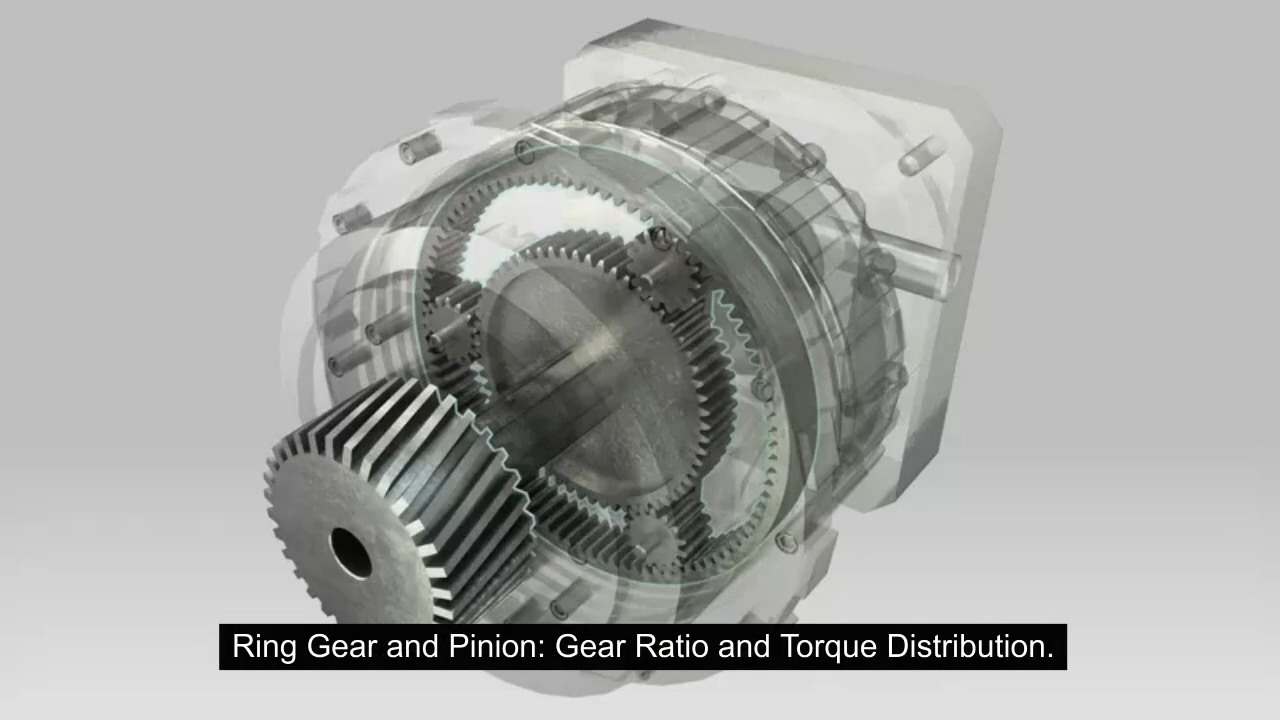 Ring Gear and Pinion: Gear Ratio and Torque Distribution.